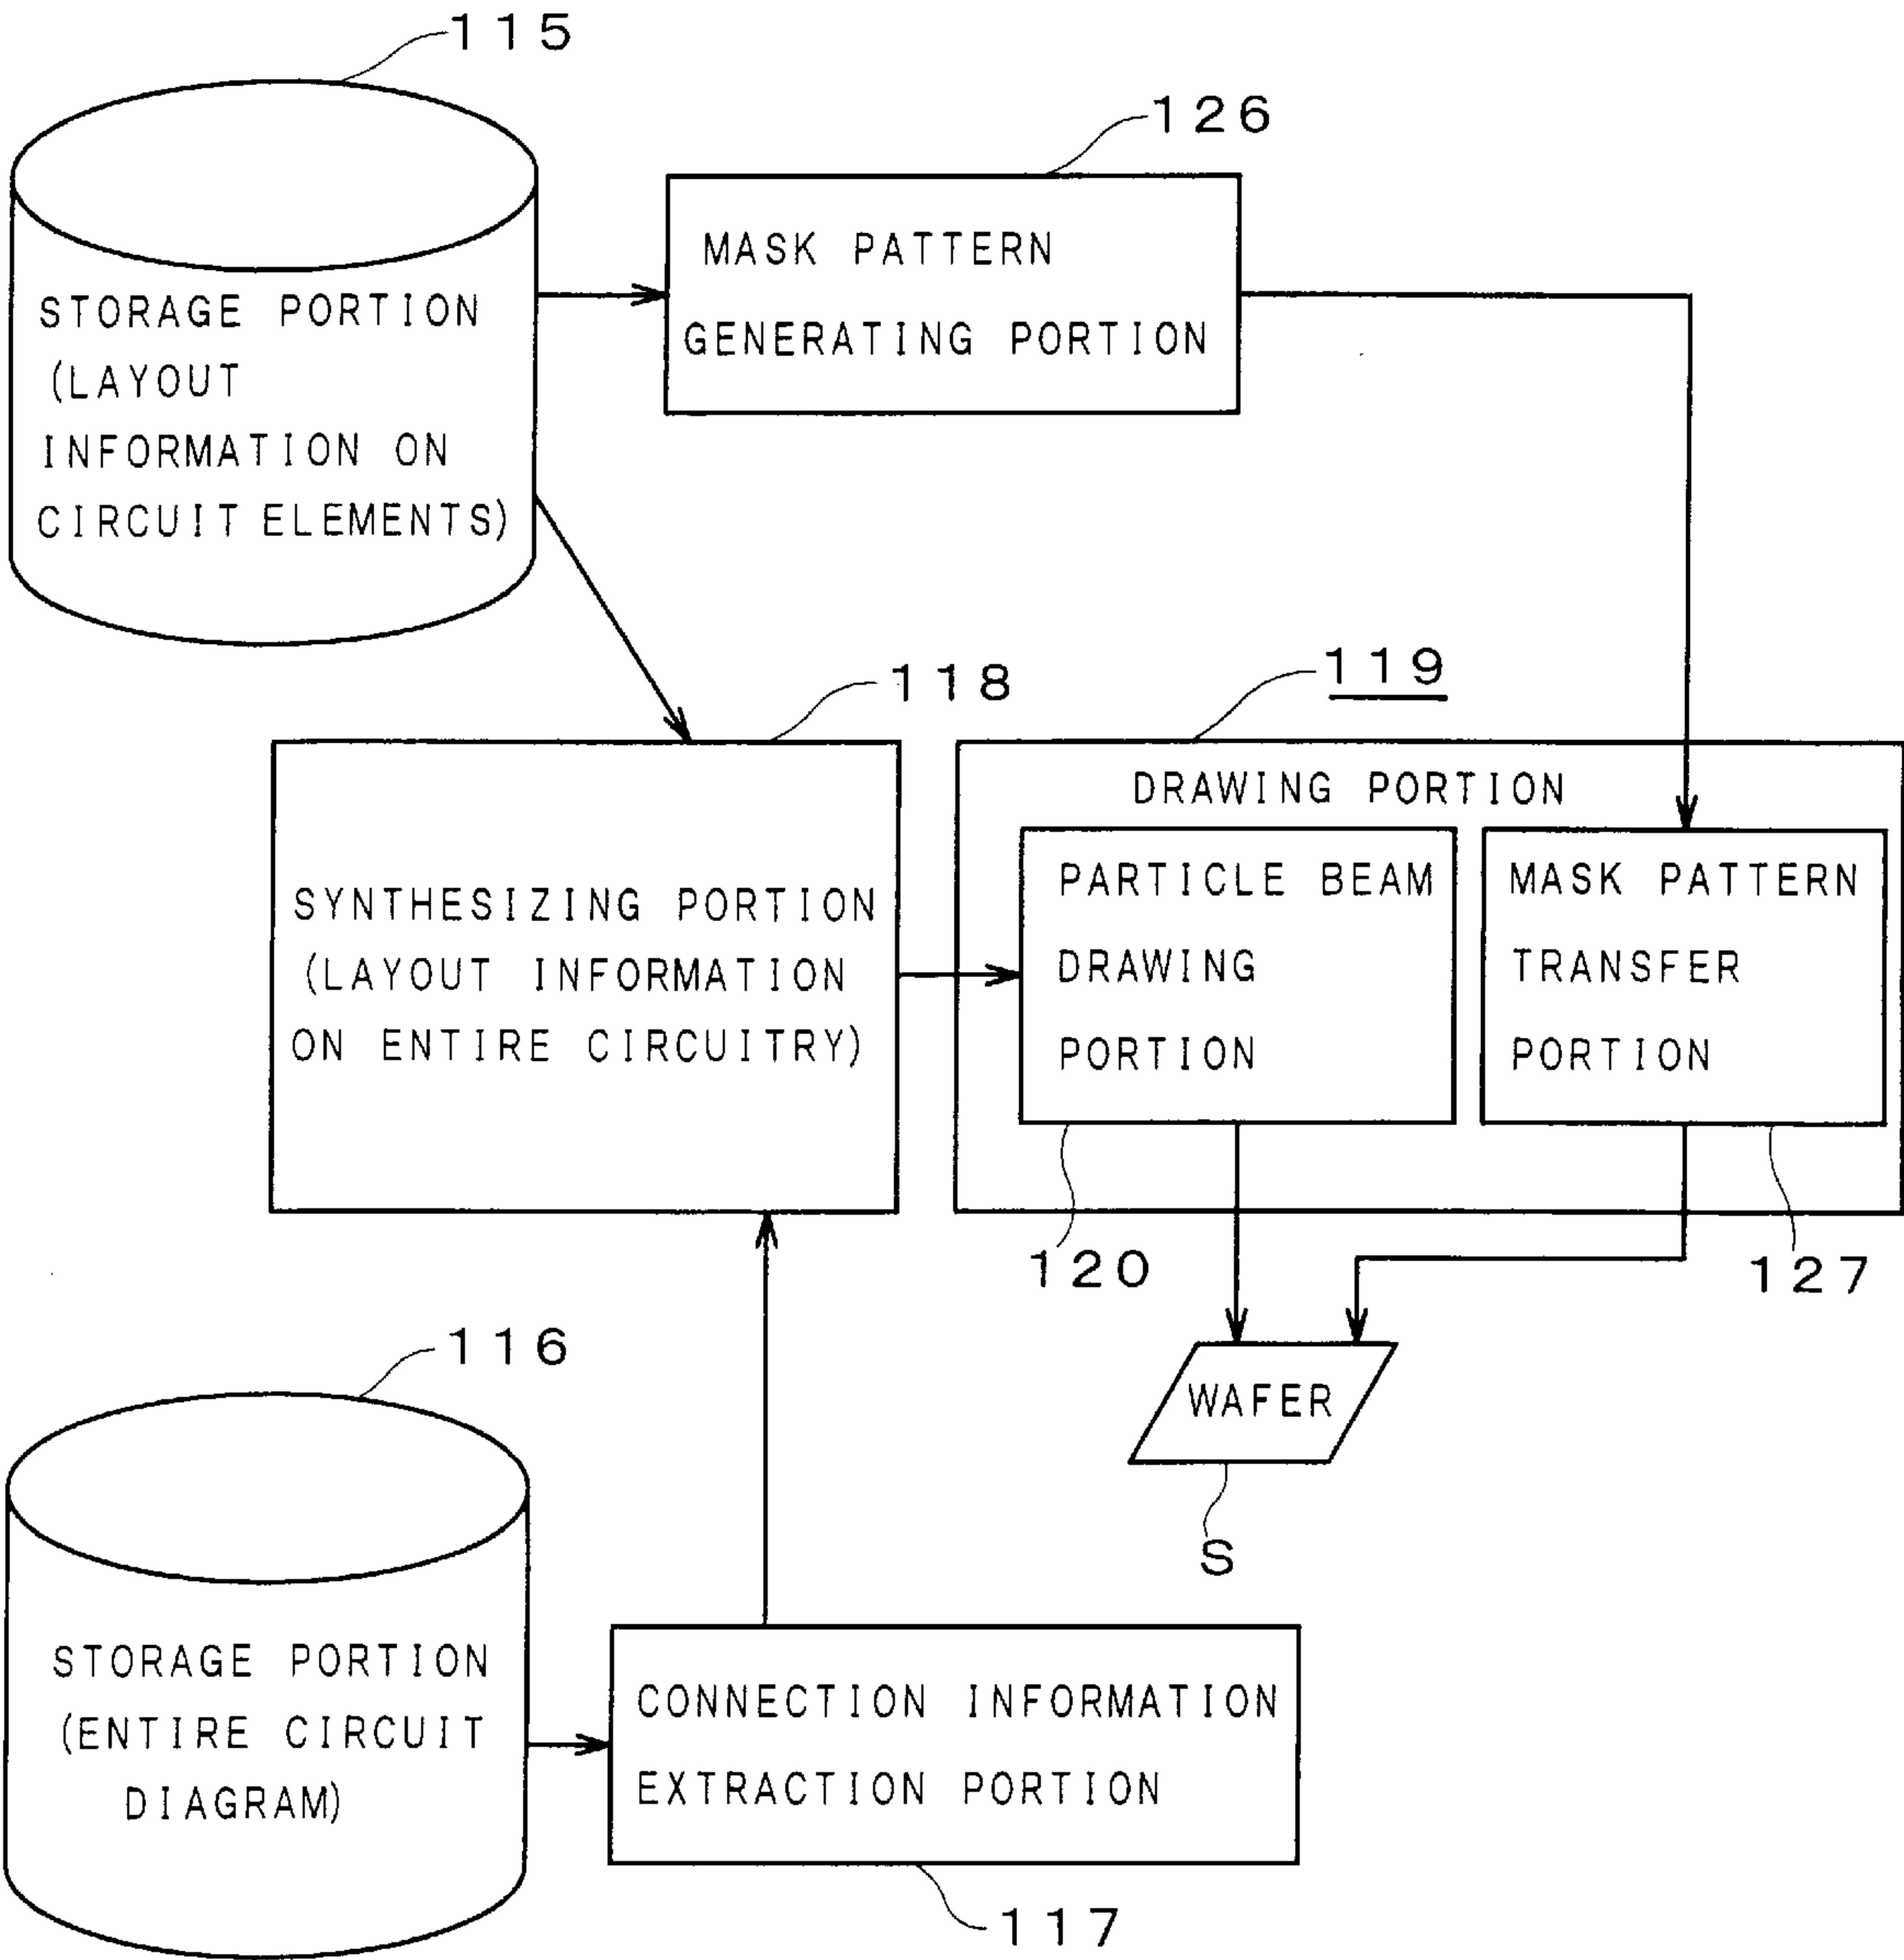 115
126
MASK PATTERN
GENERATING PORTION
STORAGE PORTION
(LAYOUT
INFORMATION ON
CIRCUIT ELEMENTS)
118
119
DRAWING PORTION
SYNTHESIZING PORTION
(LAYOUT INFORMATION
ON ENTIRE CIRCUITRY)
PARTICLE BEAM
DRAWING
PORTION
MASK PATTERN
TRANSFER
PORTION
120
127
116
WAFER
S
STORAGE PORTION
(ENTIRE CIRCUIT
DIAGRAM)
CONNECTION INFORMATION
EXTRACTION PORTION
117